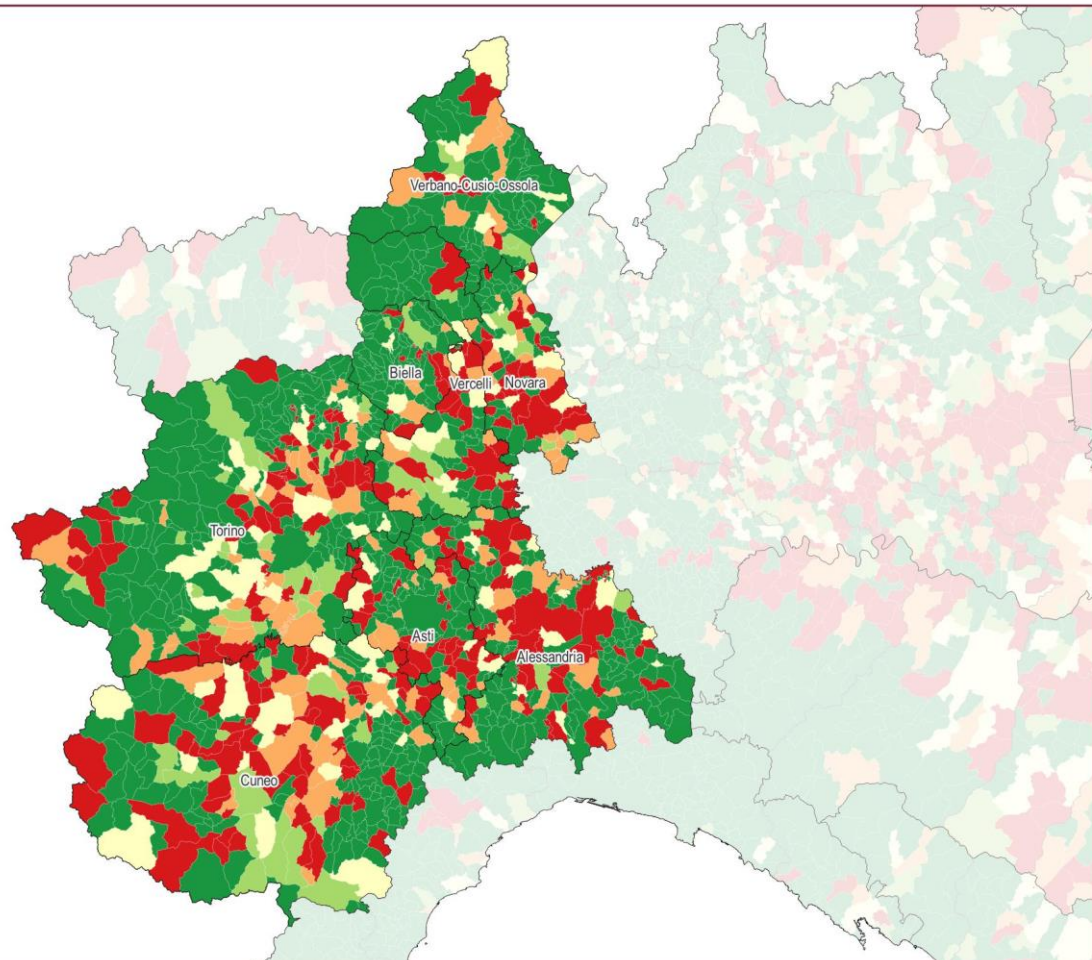 Verbano-Cusio-Ossola
Biella
Vercelli
Novara
Torino
Asti
Alessandria
Cuneo